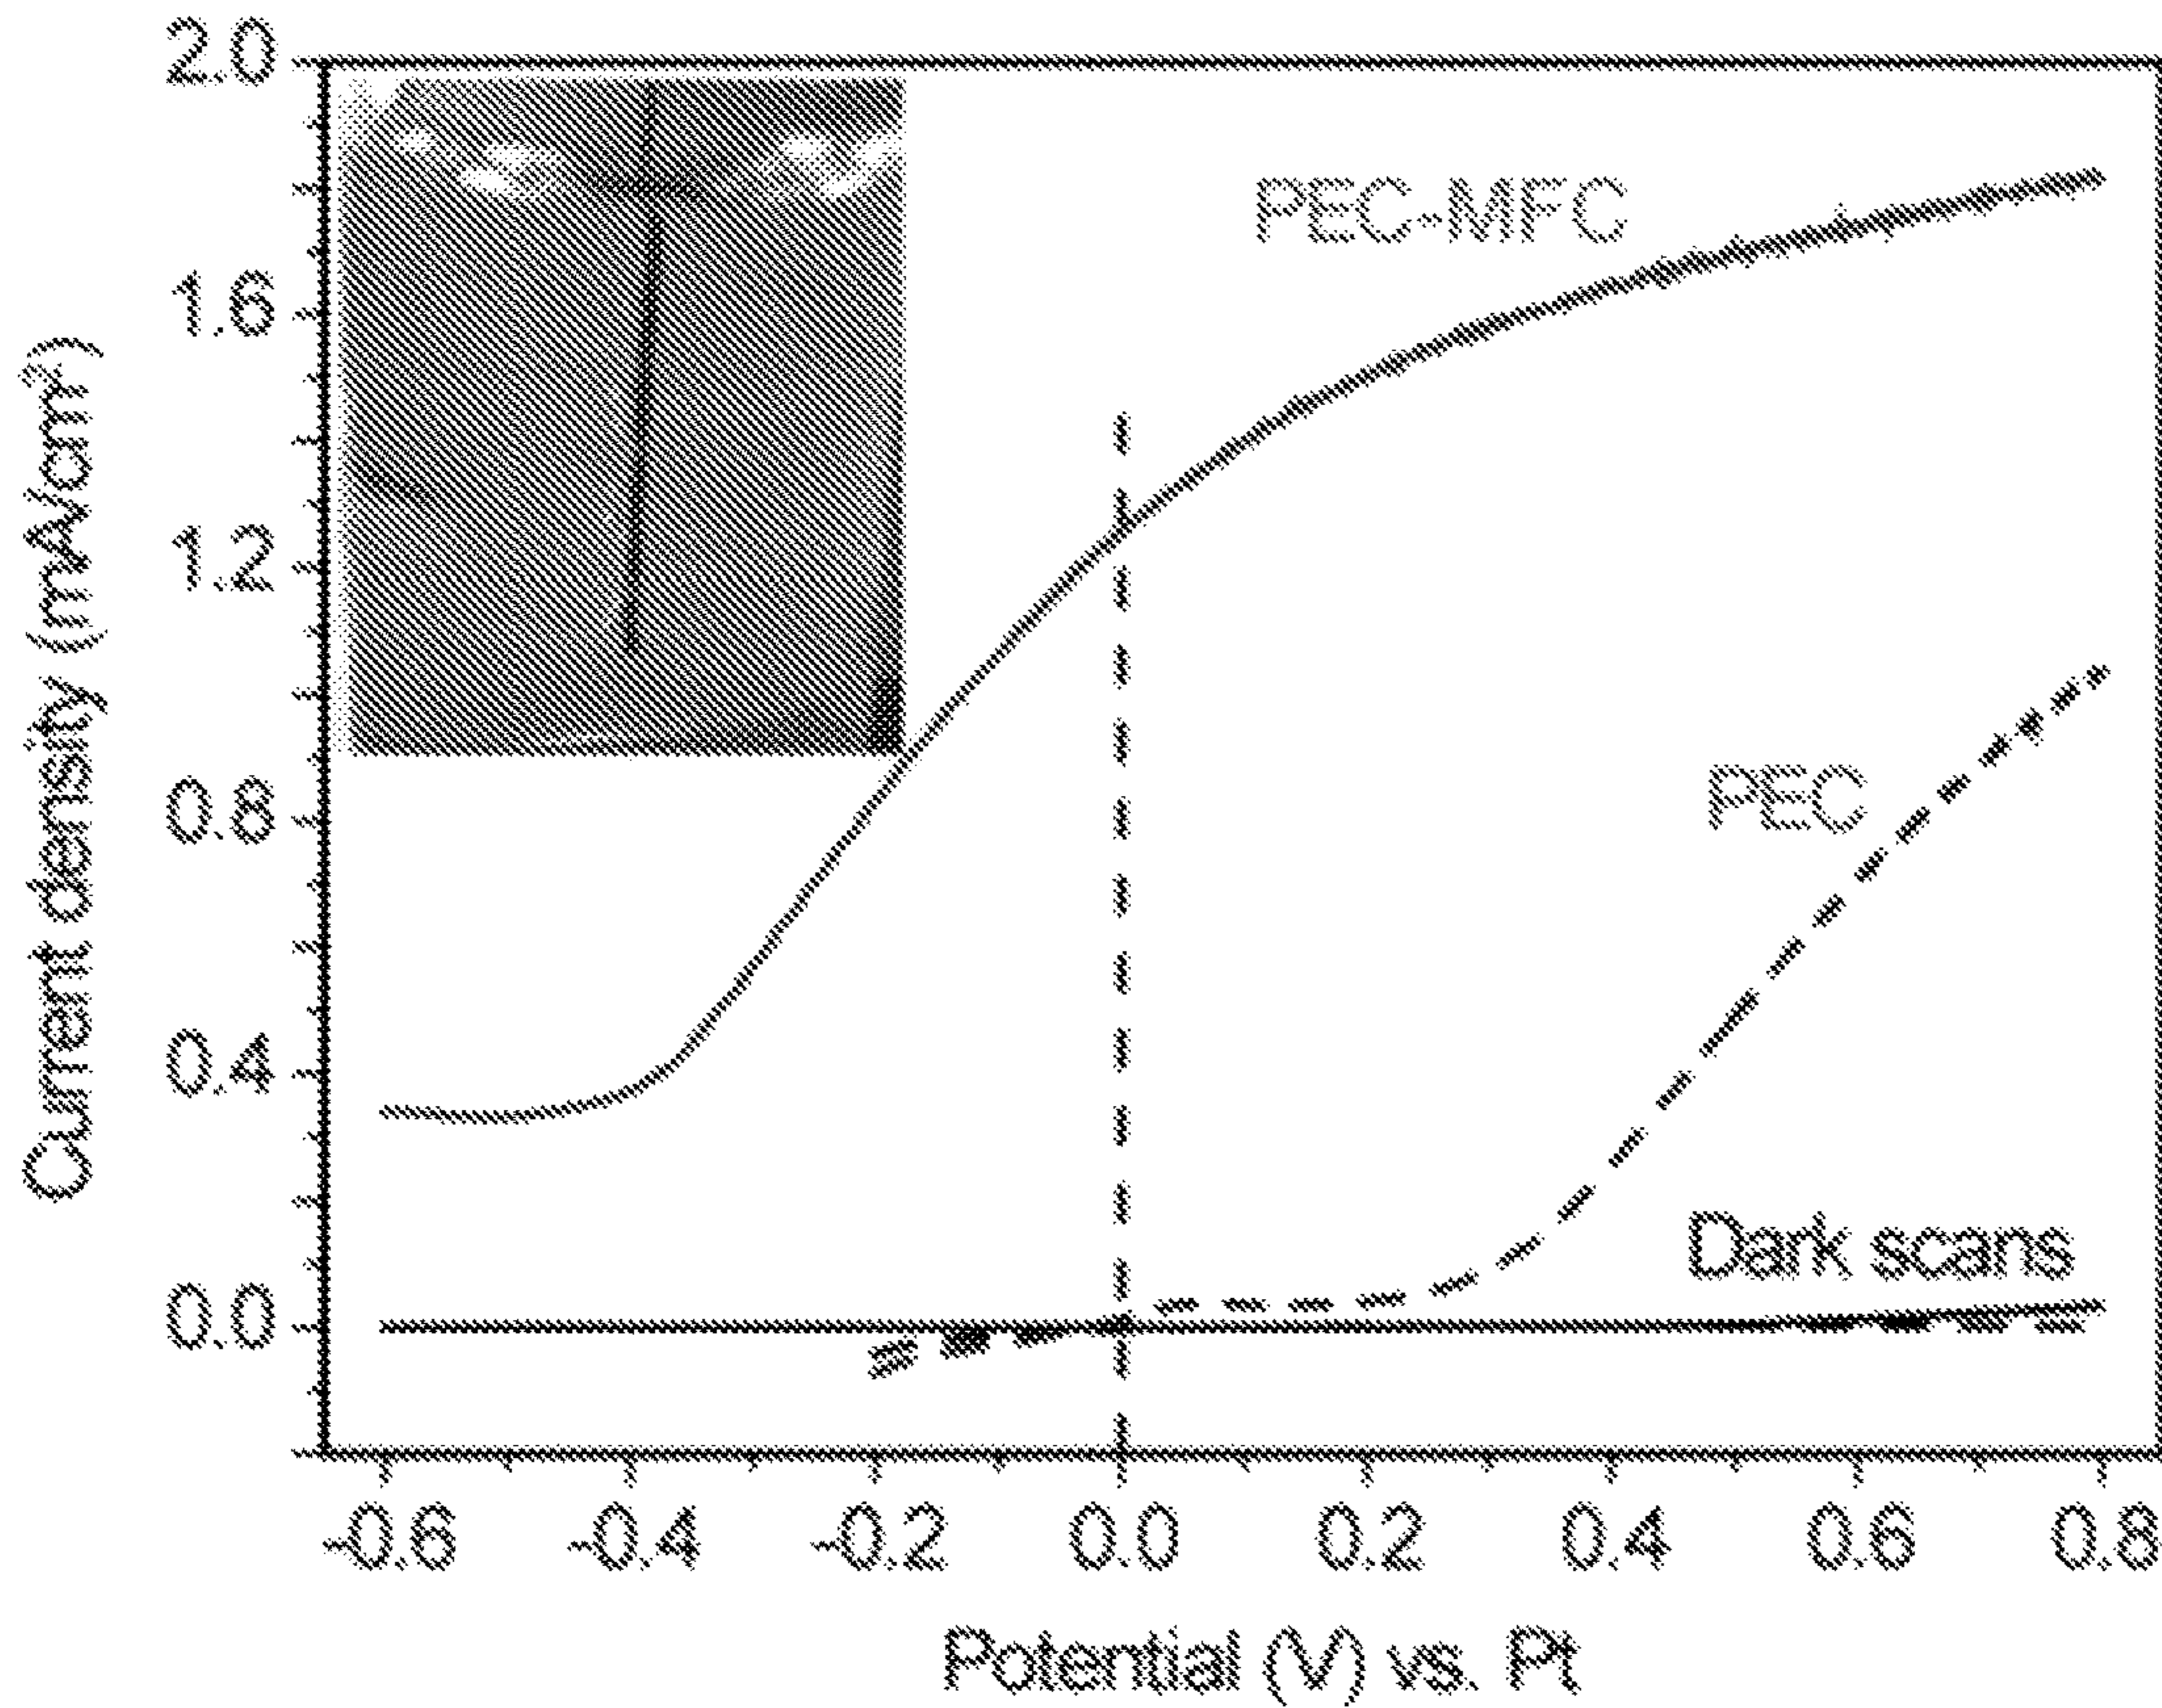 Current density (mA/cm²)
2.0
1.6
1.2
0.8
0.4
0.0
PEC-MFC
PEC
Dark scans
-0.6 -0.4 -0.2 0.0 0.2 0.4 0.6 0.8
Potential (V) vs. Pt